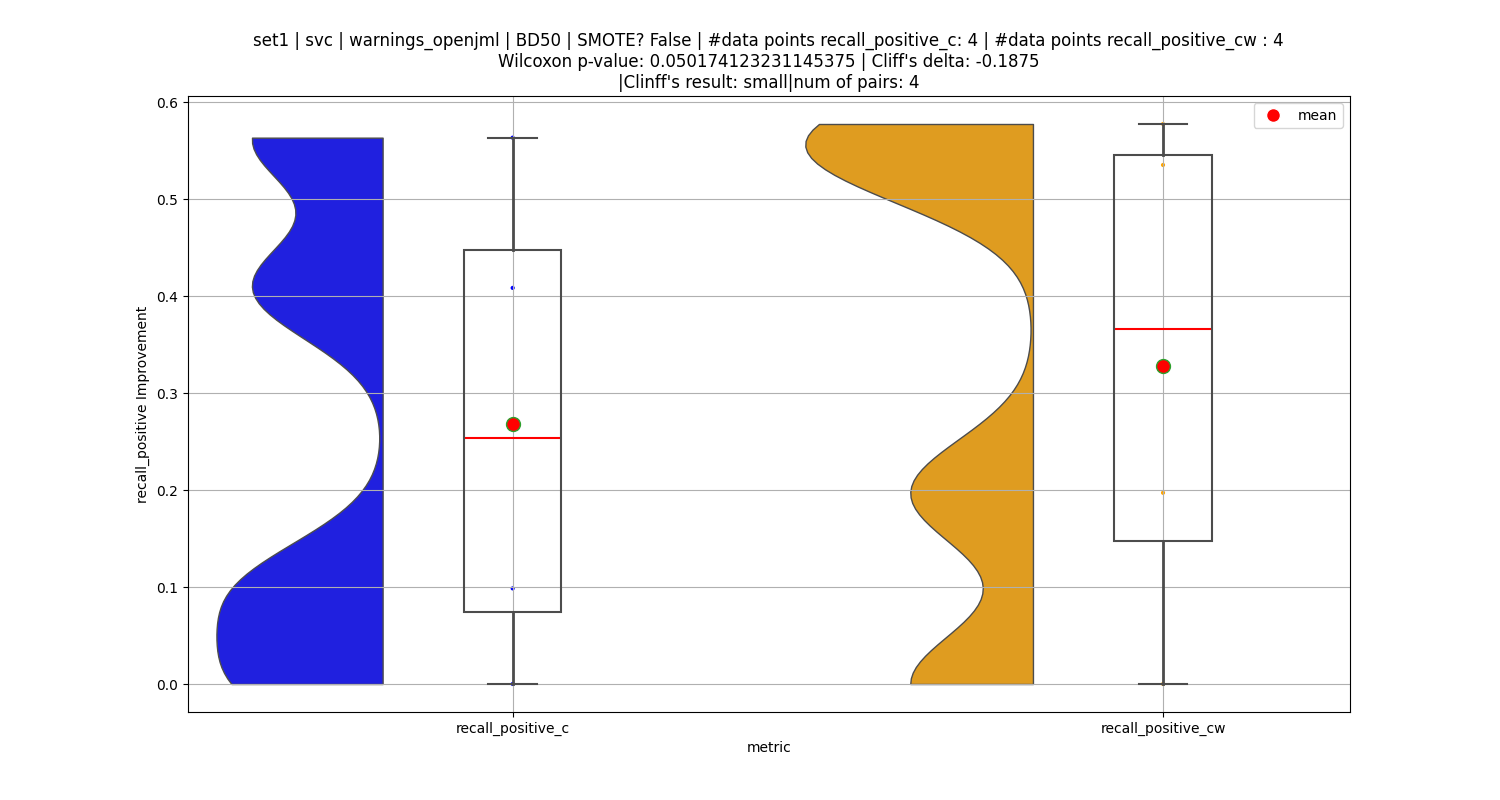 set1 | svc | warnings_openjml | BD50 | SMOTE? False | #data points recall_positive_c: 4 | #data points recall_positive_cw : 4
Wilcoxon p-value: 0.050174123231145375 | Cliff's delta: -0.1875
|Clinff's result: small|num of pairs: 4
mean
0.6
0.5
0.4
0.3
0.2
0.1
0.0
recall_positive Improvement
recall_positive_c
recall_positive_cw
metric